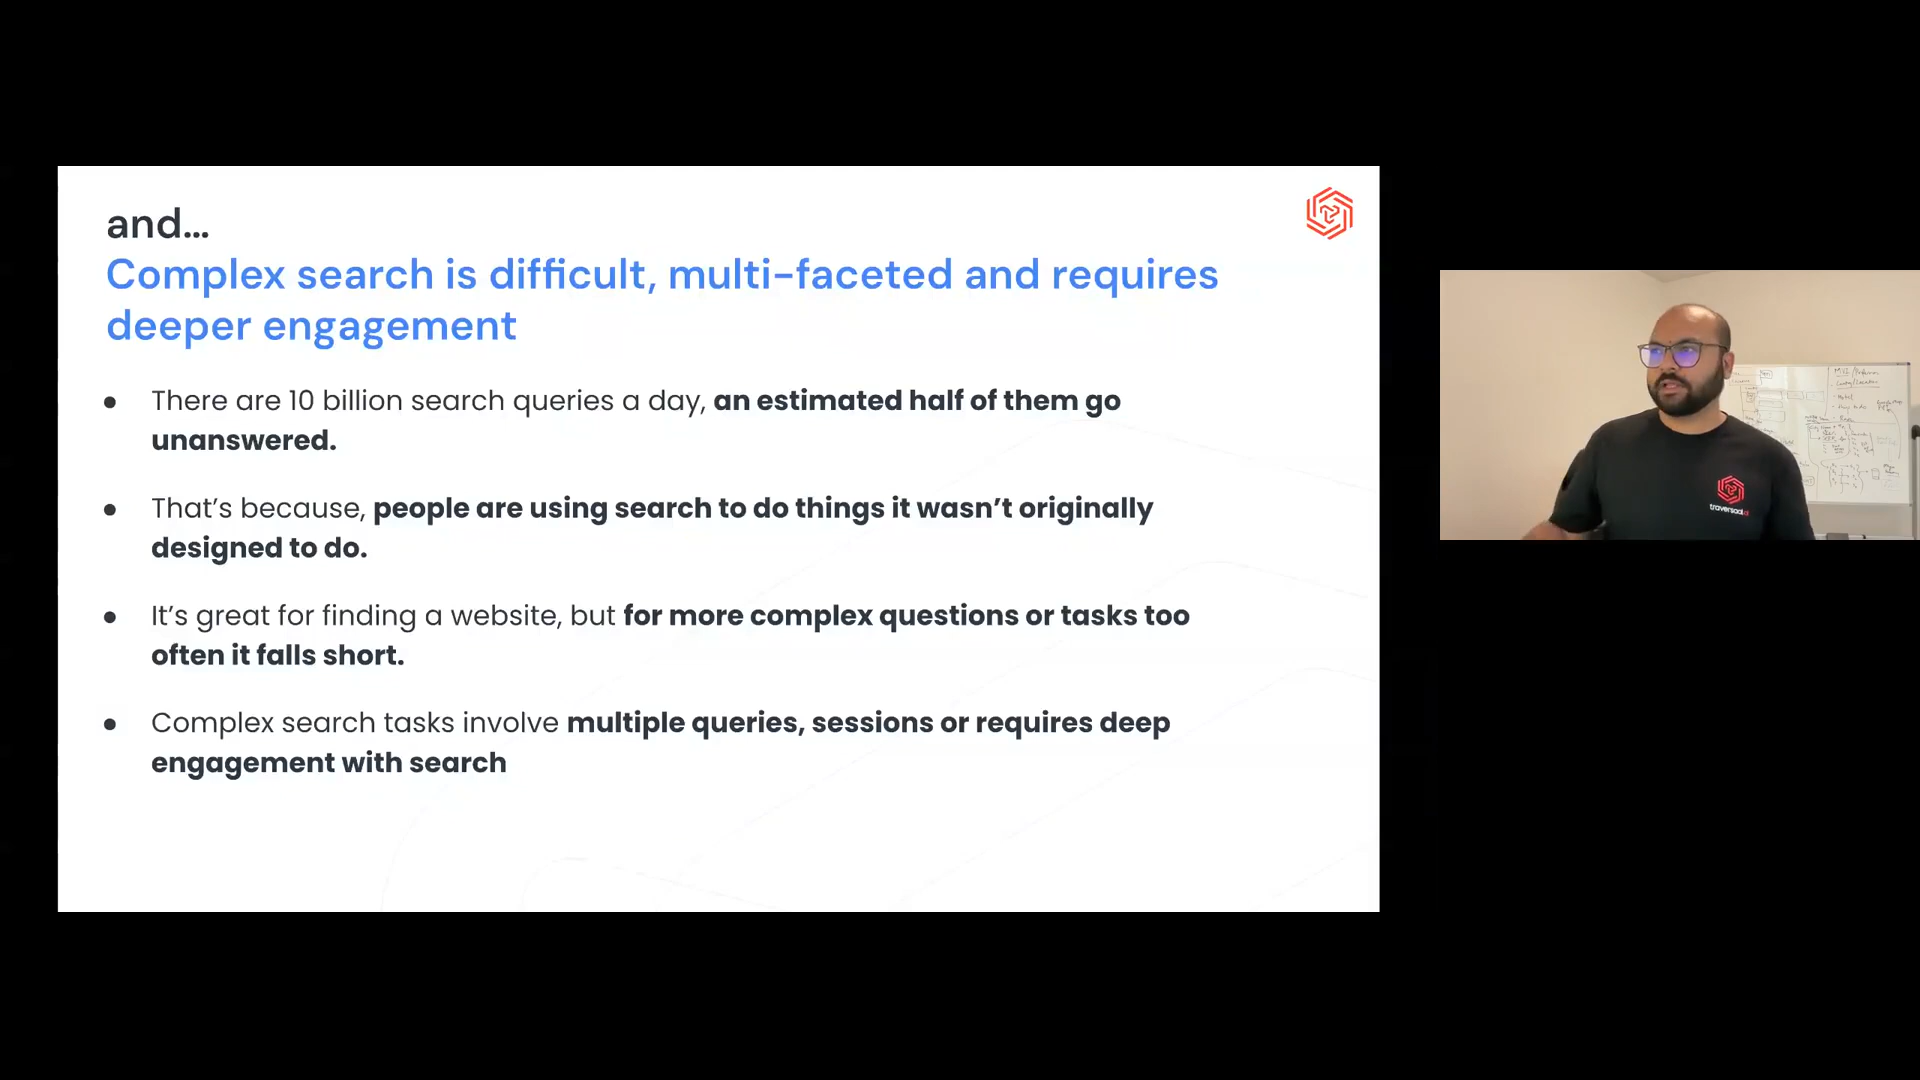 and...
Complex search is difficult, multi-faceted and requires
deeper engagement
● There are 10 billion search queries a day, an estimated half of them go
unanswered.
● That’s because, people are using search to do things it wasn’t originally
designed to do.
● It’s great for finding a website, but for more complex questions or tasks too
often it falls short.
● Complex search tasks involve multiple queries, sessions or requires deep
engagement with search
traversaal.ai